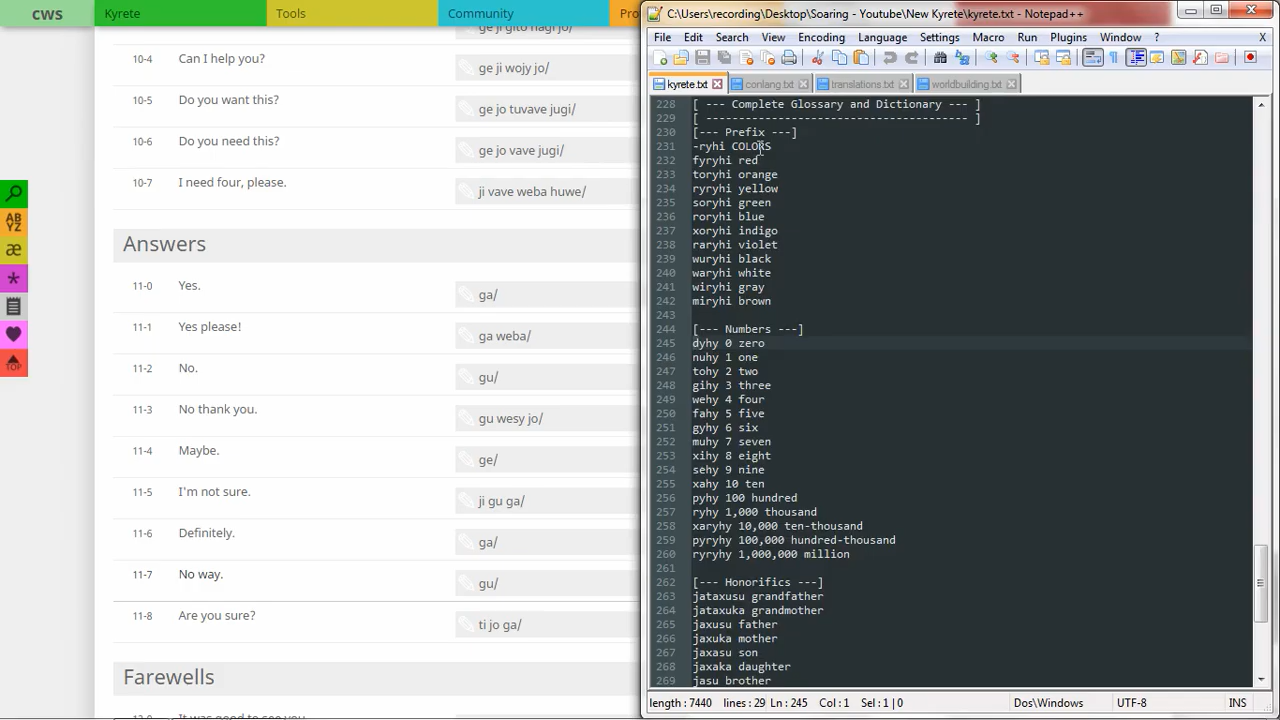 cws
Kyrete
Tools
Community
10-4 Can I help you? ge ji wojy jo/
10-5 Do you want this? ge jo tuvave jugi/
10-6 Do you need this? ge jo vave jugi/
10-7 I need four, please. ji vave weba huwe/
Answers
11-0 Yes. ga/
11-1 Yes please! ga weba/
11-2 No. gu/
11-3 No thank you. gu wesy jo/
11-4 Maybe. ge/
11-5 I'm not sure. ji gu ga/
11-6 Definitely. ga/
11-7 No way. gu/
11-8 Are you sure? ti jo ga/
Farewells
AB
YZ
æ
*
TOP
C:\Users\recording\Desktop\Soaring - Youtube\New Kyrete\kyrete.txt - Notepad++
File Edit Search View Encoding Language Settings Macro Run Plugins Window ? X
kyrete.txt conlang.txt translations.txt worldbuilding.txt
228 [ --- Complete Glossary and Dictionary --- ]
229 [ ---------------------------------------- ]
230 [--- Prefix ---]
231 -ryhi COLORS
232 fyryhi red
233 toryhi orange
234 ryryhi yellow
235 soryhi green
236 roryhi blue
237 xoryhi indigo
238 raryhi violet
239 wuryhi black
240 waryhi white
241 wiryhi gray
242 miryhi brown
243
244 [--- Numbers ---]
245 dyhy 0 zero
246 nuhy 1 one
247 tohy 2 two
248 gihy 3 three
249 wehy 4 four
250 fahy 5 five
251 gyhy 6 six
252 muhy 7 seven
253 xihy 8 eight
254 sehy 9 nine
255 xahy 10 ten
256 pyhy 100 hundred
257 ryhy 1,000 thousand
258 xaryhy 10,000 ten-thousand
259 pyryhy 100,000 hundred-thousand
260 ryryhy 1,000,000 million
261
262 [--- Honorifics ---]
263 jataxusu grandfather
264 jataxuka grandmother
265 jaxusu father
266 jaxuka mother
267 jaxasu son
268 jaxaka daughter
269 jasu brother
length : 7440 lines : 29 Ln : 245 Col : 1 Sel : 1 | 0 Dos\Windows UTF-8 INS